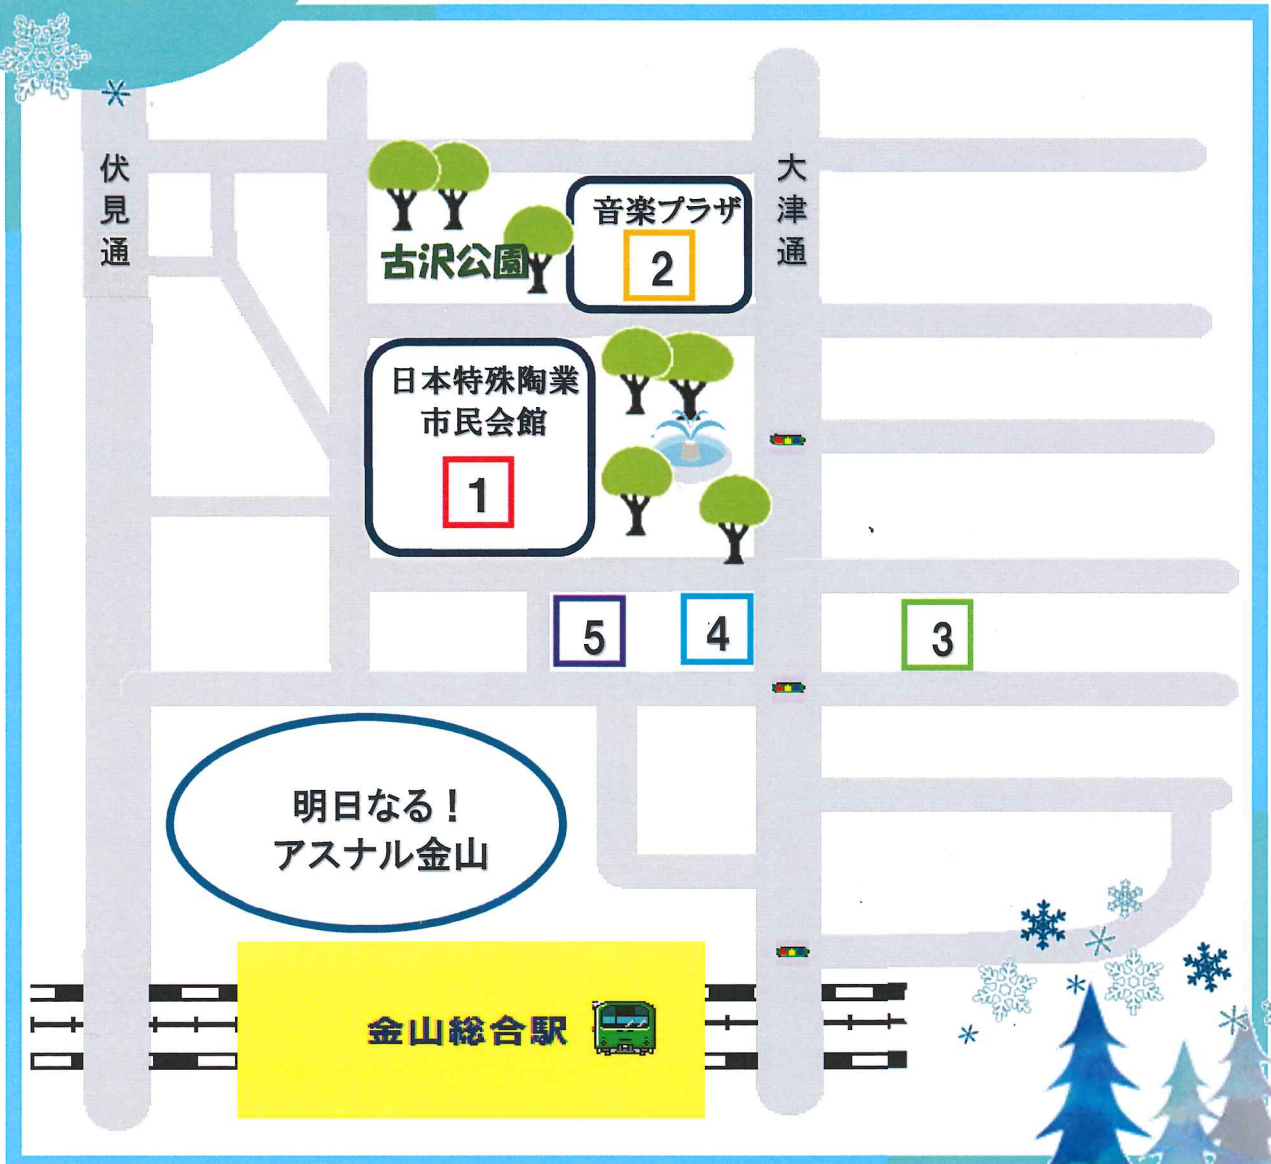 伏見通
大津通
音楽プラザ
2
古沢公園
日本特殊陶業
市民会館
1
5
4
3
明日なる！
アスナル金山
金山総合駅